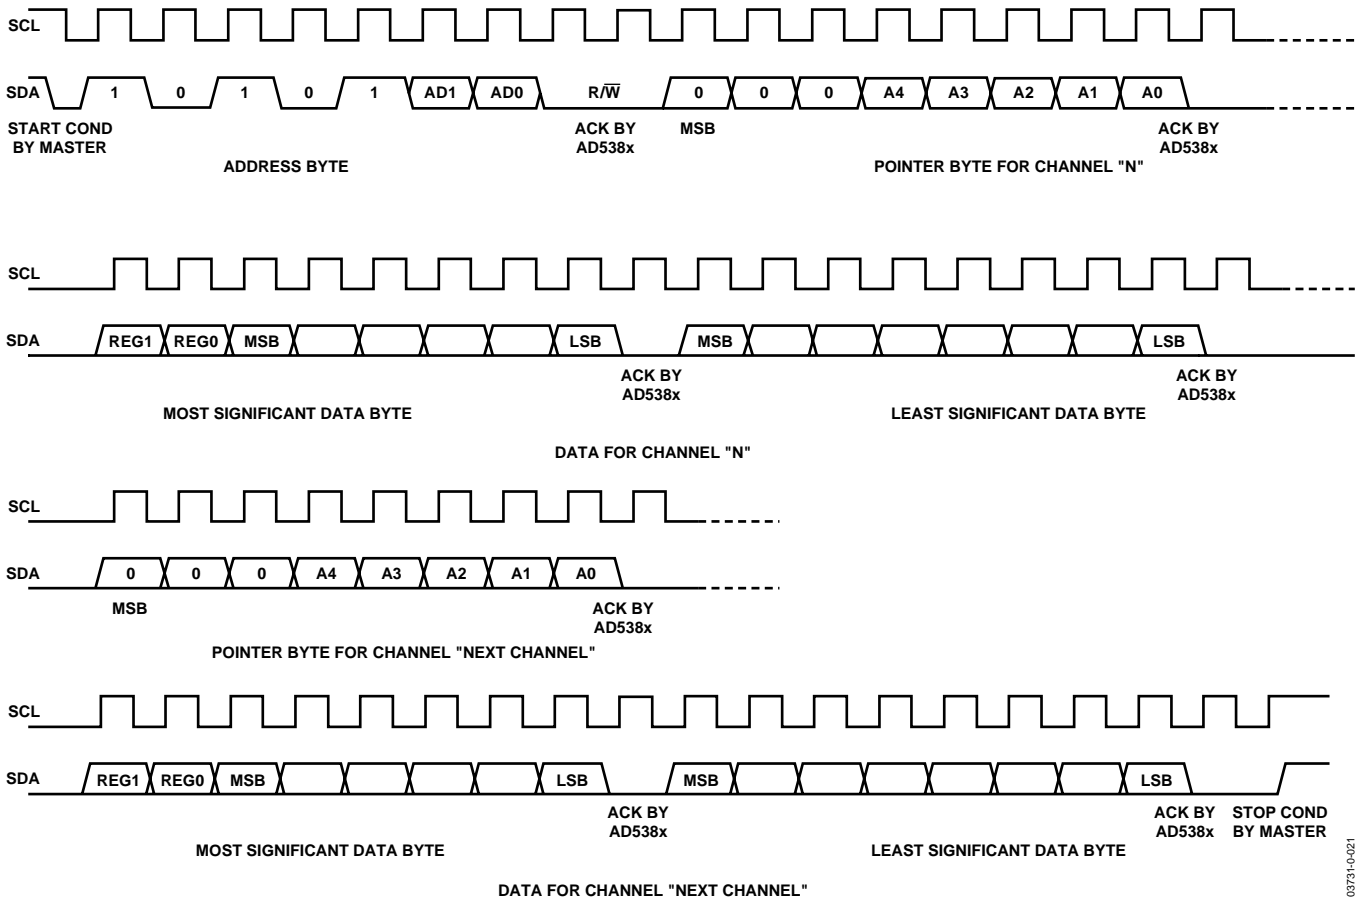 SCL
SDA 1 0 1 0 1 AD1 AD0 R/W̅ 0 0 0 A4 A3 A2 A1 A0
START COND BY MASTER
ACK BY AD538x
MSB
ACK BY AD538x
ADDRESS BYTE
POINTER BYTE FOR CHANNEL "N"
SCL
SDA REG1 REG0 MSB LSB MSB LSB
ACK BY AD538x
ACK BY AD538x
MOST SIGNIFICANT DATA BYTE
LEAST SIGNIFICANT DATA BYTE
DATA FOR CHANNEL "N"
SCL
SDA 0 0 0 A4 A3 A2 A1 A0
MSB
ACK BY AD538x
POINTER BYTE FOR CHANNEL "NEXT CHANNEL"
SCL
SDA REG1 REG0 MSB LSB MSB LSB
ACK BY AD538x
ACK BY AD538x
STOP COND BY MASTER
MOST SIGNIFICANT DATA BYTE
LEAST SIGNIFICANT DATA BYTE
DATA FOR CHANNEL "NEXT CHANNEL"
03731-0-021